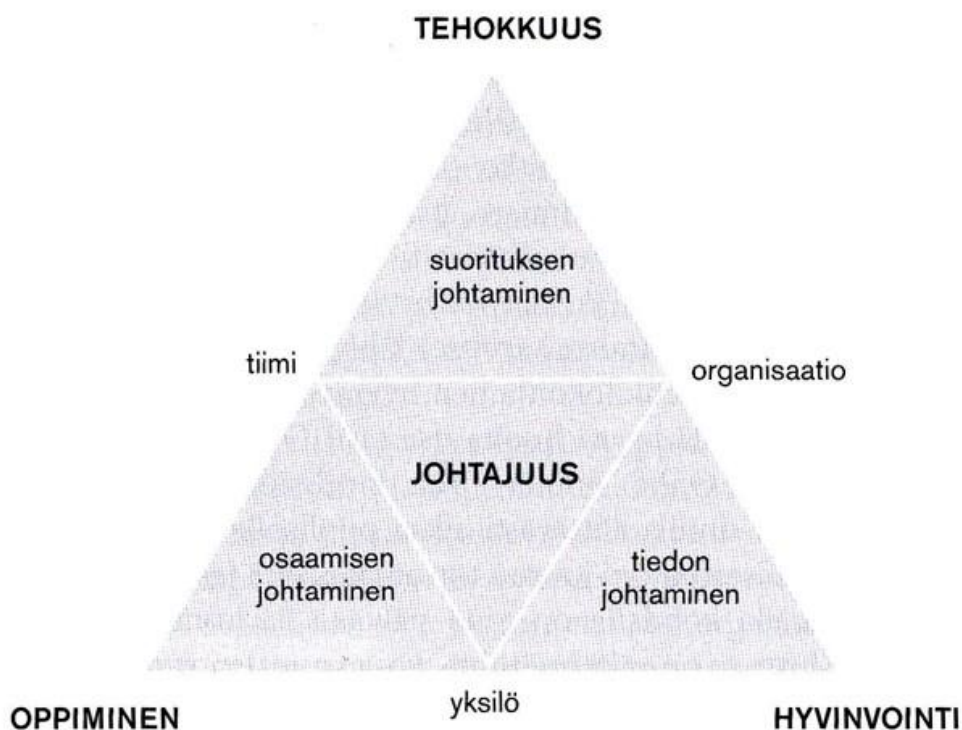 TEHOKKUUS
suorituksen
johtaminen
tiimi
organisaatio
JOHTAJUUS
osaamisen
johtaminen
tiedon
johtaminen
yksilö
OPPIMINEN
HYVINVOINTI